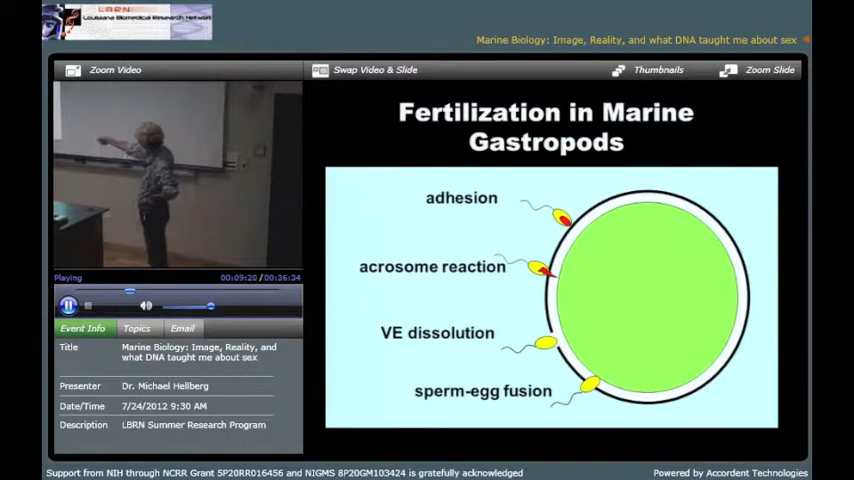 LBRN
Louisiana Biomedical Research Network
Marine Biology: Image, Reality, and what DNA taught me about sex
Zoom Video
Swap Video & Slide
Thumbnails
Zoom Slide
Fertilization in Marine
Gastropods
adhesion
acrosome reaction
VE dissolution
sperm-egg fusion
Playing
00:09:20 / 00:36:34
Event Info
Topics
Email
Title
Marine Biology: Image, Reality, and
what DNA taught me about sex
Presenter
Dr. Michael Hellberg
Date/Time
7/24/2012 9:30 AM
Description
LBRN Summer Research Program
Support from NIH through NCRR Grant 5P20RR016456 and NIGMS 8P20GM103424 is gratefully acknowledged
Powered by Accordent Technologies